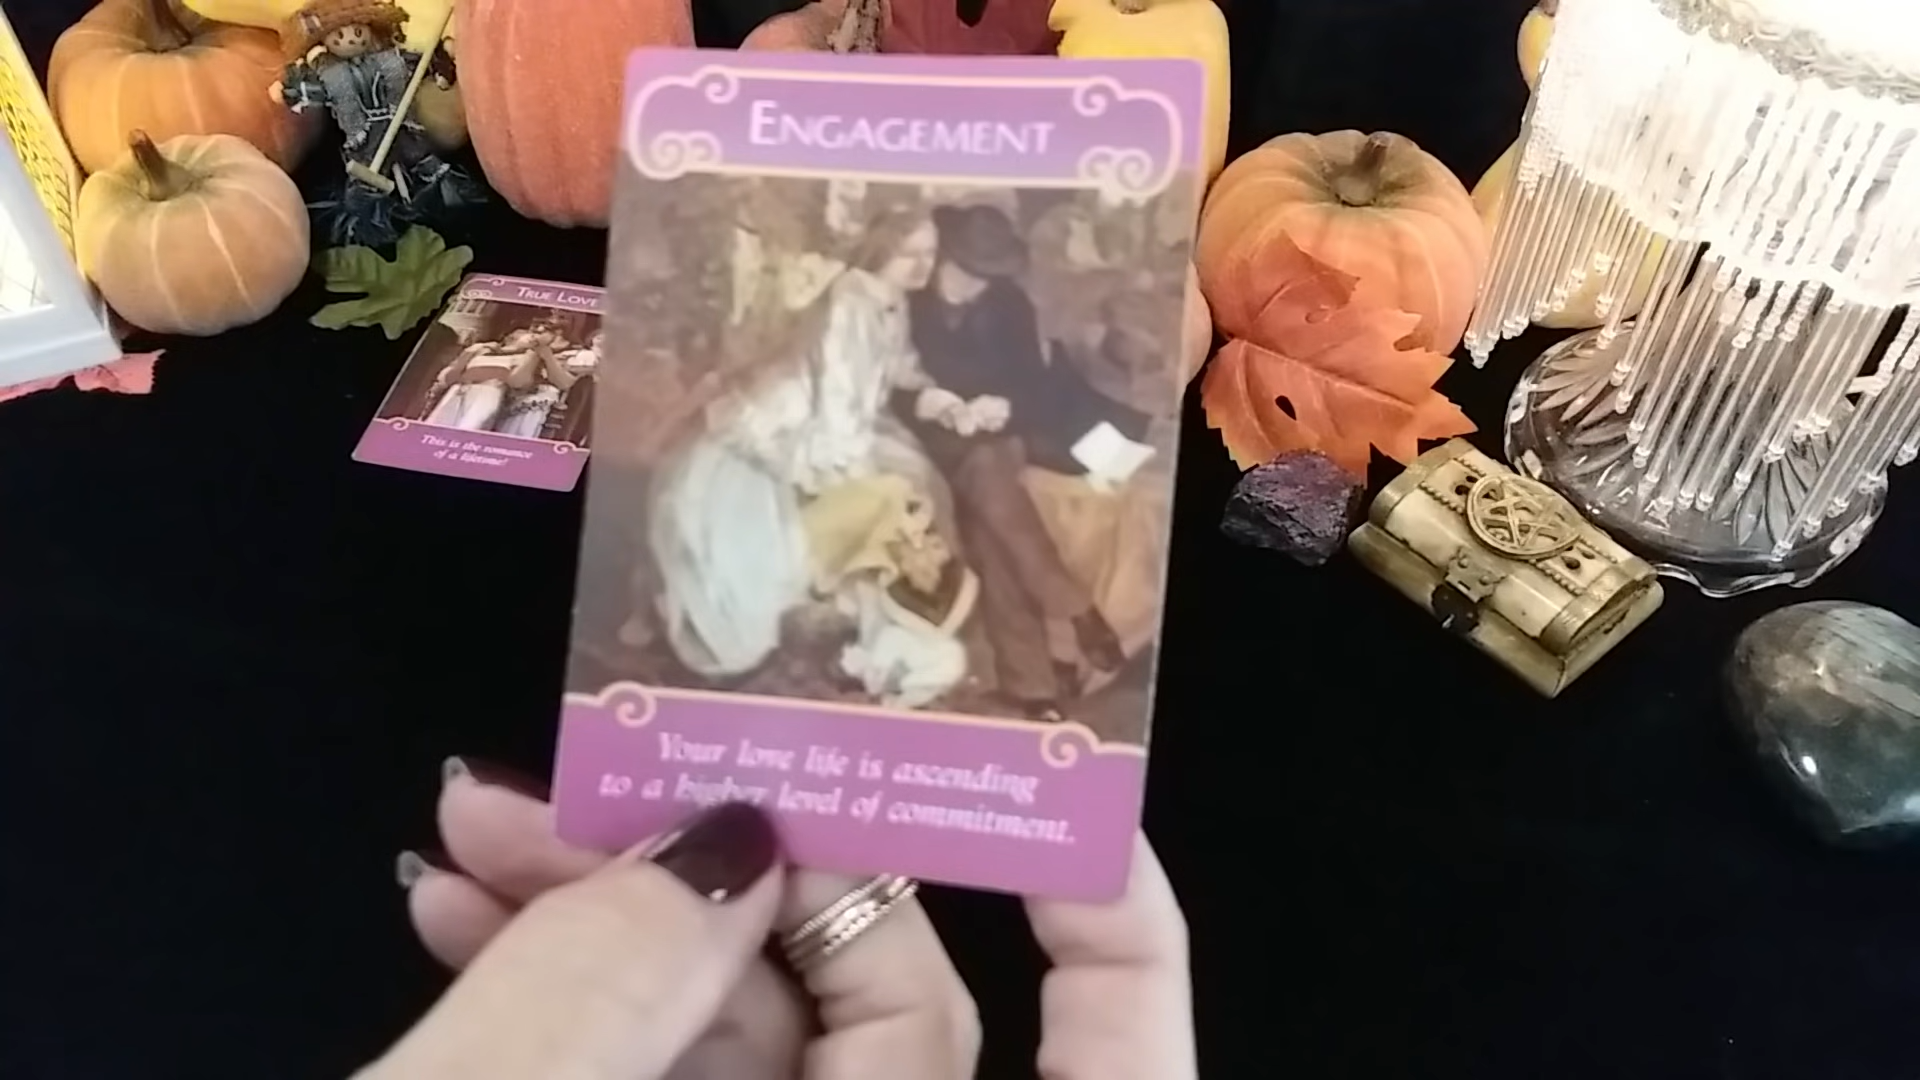 ENGAGEMENT
Your love life is ascending
to a higher level of commitment.
TRUE LOVE
This is the romance
of a lifetime!